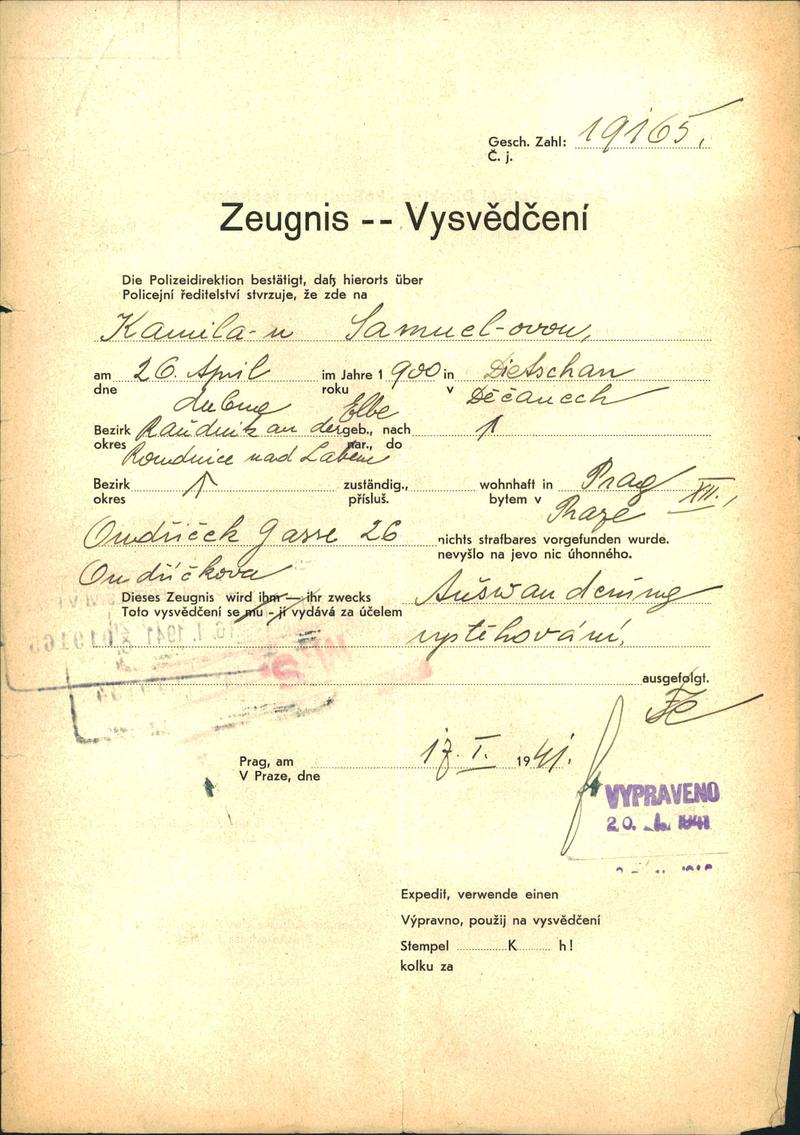 Gesch. Zahl: 19165.
Č. j.
Zeugnis -- Vysvědčení
Die Polizeidirektion bestätigt, daß hierorts über
Policejní ředitelství stvrzuje, že zde na
Kamila-u Samuel-ovou,
am 26. April im Jahre 1900 in Dietschan
dne dubna roku v Děčanech
Bezirk Raudnik an der Elbe geb., nach
okres Roudnice nad Labem nar., do
Bezirk zuständig., wohnhaft in Prag XII.,
okres přísluš. bytem v Praze
Ondříček Gasse 26 nichts strafbares vorgefunden wurde.
Ondříčkova nevyšlo na jevo nic úhonného.
Dieses Zeugnis wird ihm — ihr zwecks Auswanderung
Toto vysvědčení se mu - jí vydává za účelem
vystěhování,
ausgefolgt.
Prag, am 17. I. 1941.
V Praze, dne
VYPRAVENO
20. 1941
Expedit, verwende einen
Výpravno, použij na vysvědčení
Stempel K h!
kolku za